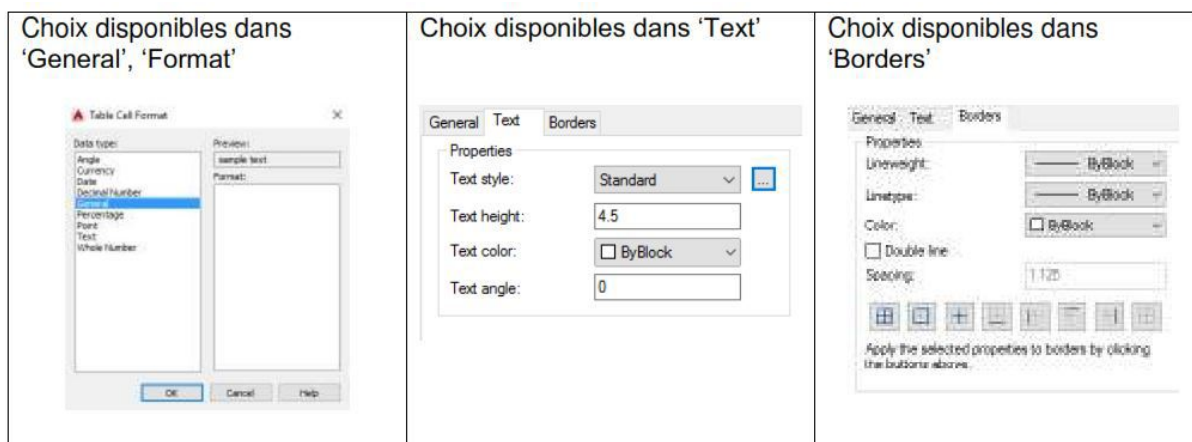 Choix disponibles dans
‘General’, ‘Format’
Table Cell Format
Data type:
Angle
Currency
Date
Decimal Number
General
Percentage
Point
Text
Whole Number
Preview:
sample text
Format:
OK
Cancel
Help
Choix disponibles dans ‘Text’
General
Text
Borders
Properties
Text style:
Standard
...
Text height:
4.5
Text color:
ByBlock
Text angle:
0
Choix disponibles dans
‘Borders’
General
Text
Borders
Properties
Lineweight:
ByBlock
Linetype:
ByBlock
Color:
ByBlock
Double line
Spacing:
1.125
Apply the selected properties to borders by clicking
the buttons above.